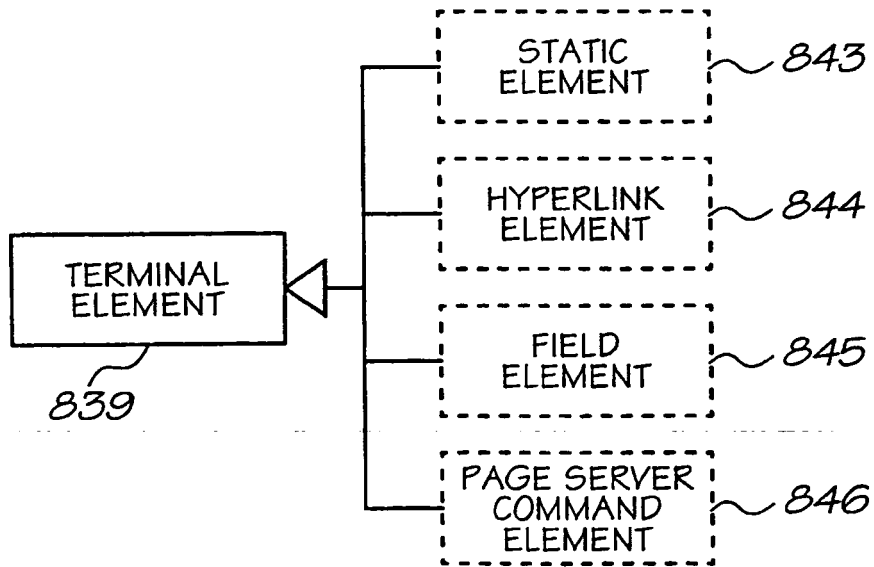 STATIC
ELEMENT
843
HYPERLINK
ELEMENT
844
TERMINAL
ELEMENT
839
FIELD
ELEMENT
845
PAGE SERVER
COMMAND
ELEMENT
846